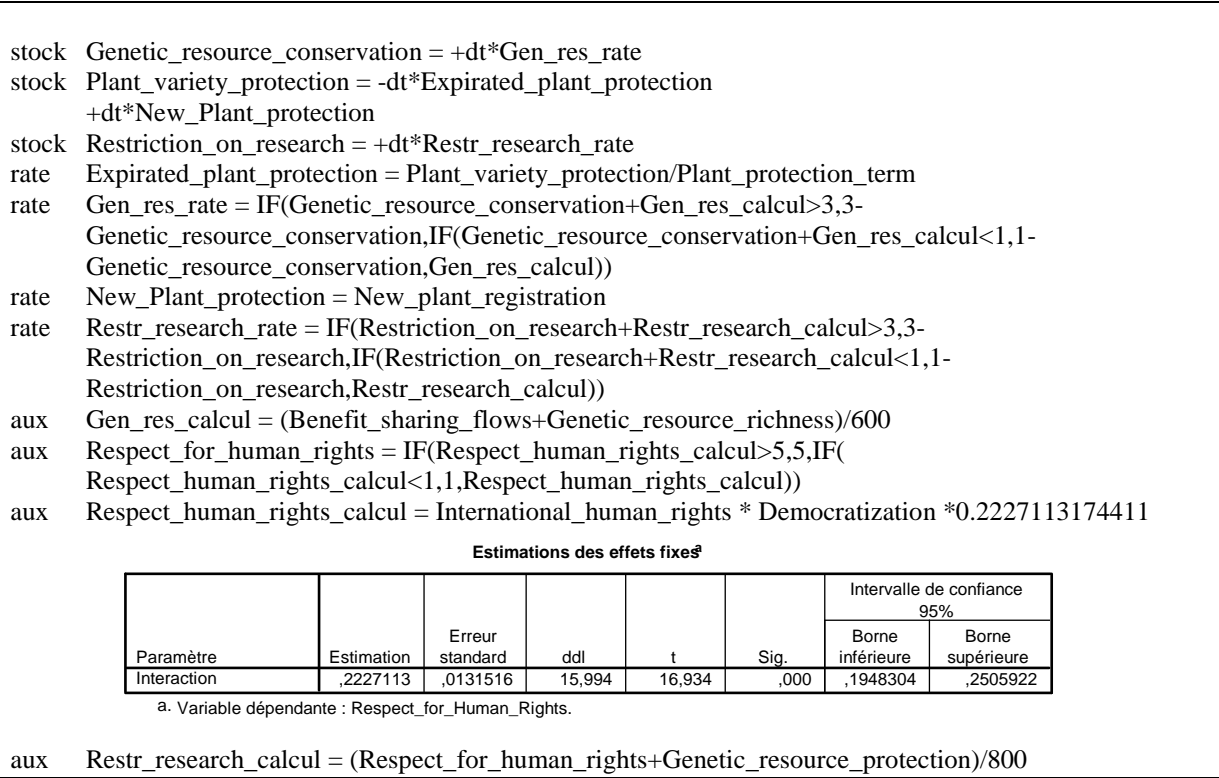 stock Genetic_resource_conservation = +dt*Gen_res_rate
stock Plant_variety_protection = -dt*Expirated_plant_protection
+dt*New_Plant_protection
stock Restriction_on_research = +dt*Restr_research_rate
rate Expirated_plant_protection = Plant_variety_protection/Plant_protection_term
rate Gen_res_rate = IF(Genetic_resource_conservation+Gen_res_calcul>3,3-
Genetic_resource_conservation,IF(Genetic_resource_conservation+Gen_res_calcul<1,1-
Genetic_resource_conservation,Gen_res_calcul))
rate New_Plant_protection = New_plant_registration
rate Restr_research_rate = IF(Restriction_on_research+Restr_research_calcul>3,3-
Restriction_on_research,IF(Restriction_on_research+Restr_research_calcul<1,1-
Restriction_on_research,Restr_research_calcul))
aux Gen_res_calcul = (Benefit_sharing_flows+Genetic_resource_richness)/600
aux Respect_for_human_rights = IF(Respect_human_rights_calcul>5,5,IF(
Respect_human_rights_calcul<1,1,Respect_human_rights_calcul))
aux Respect_human_rights_calcul = International_human_rights * Democratization *0.2227113174411
Estimations des effets fixesa
Intervalle de confiance
95%
Paramètre Estimation Erreur standard ddl t Sig. Borne inférieure Borne supérieure
Interaction ,2227113 ,0131516 15,994 16,934 ,000 ,1948304 ,2505922
a. Variable dépendante : Respect_for_Human_Rights.
aux Restr_research_calcul = (Respect_for_human_rights+Genetic_resource_protection)/800